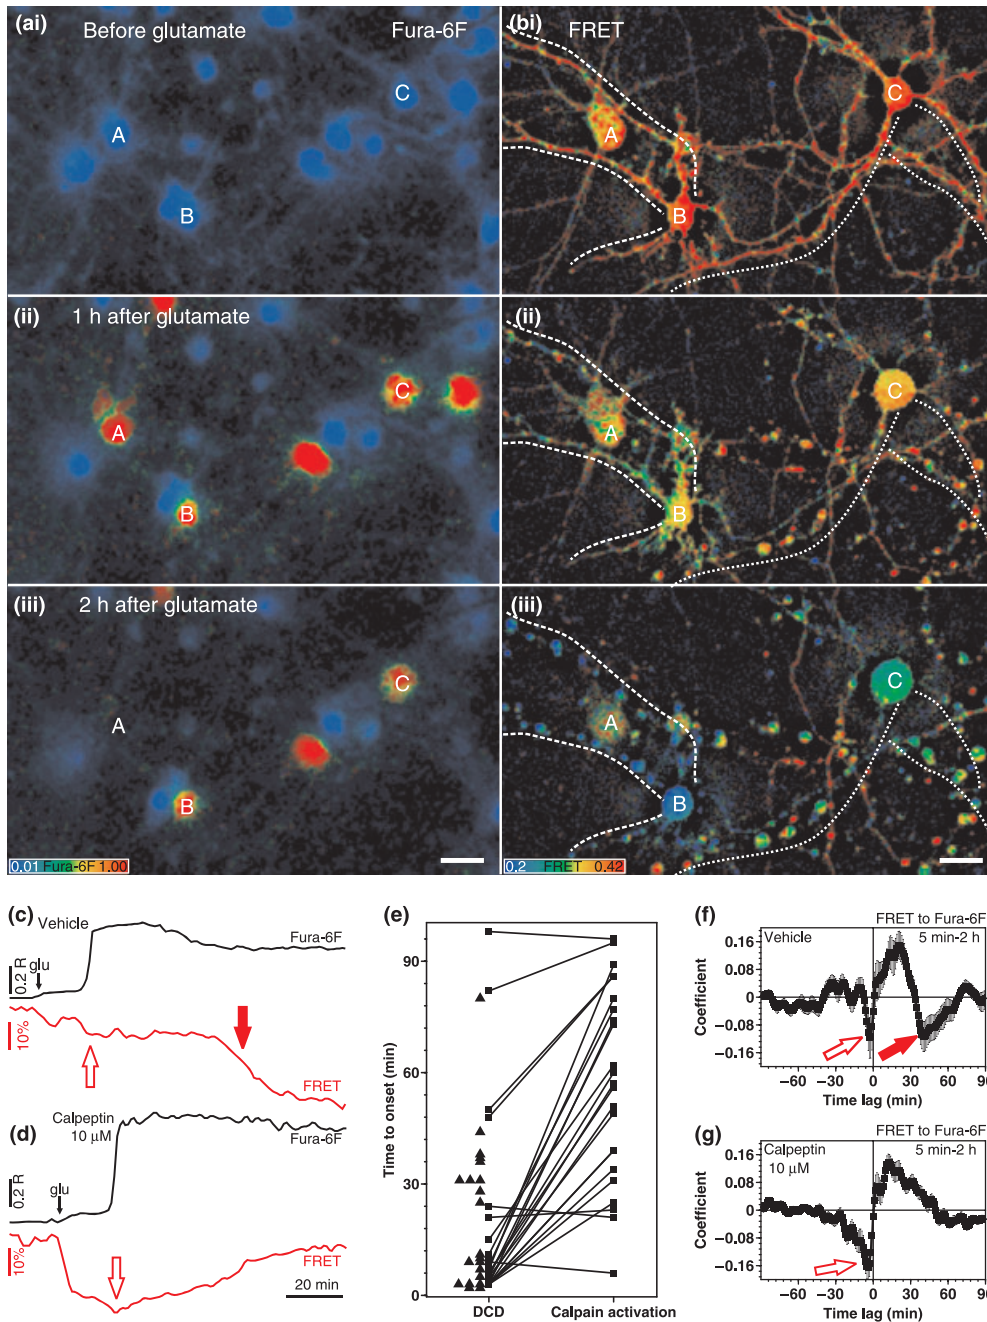 (ai) Before glutamate Fura-6F
A
B
C
(bi) FRET
A
B
C
(ii) 1 h after glutamate
A
B
C
(ii)
A
B
C
(iii) 2 h after glutamate
A
B
C
0.01 Fura-6F 1.00
(iii)
A
B
C
0.2 FRET 0.42
(c)
Vehicle
Fura-6F
glu
0.2 R
10%
FRET
(d)
Calpeptin
10 µM
Fura-6F
glu
0.2 R
10%
FRET
20 min
(e)
Time to onset (min)
90
60
30
0
DCD Calpain activation
(f) FRET to Fura-6F
Vehicle 5 min-2 h
Coefficient
0.16
0.08
0
−0.08
−0.16
−60 −30 0 30 60 90
Time lag (min)
(g) FRET to Fura-6F
Calpeptin 5 min-2 h
10 µM
Coefficient
0.16
0.08
0
−0.08
−0.16
−60 −30 0 30 60 90
Time lag (min)